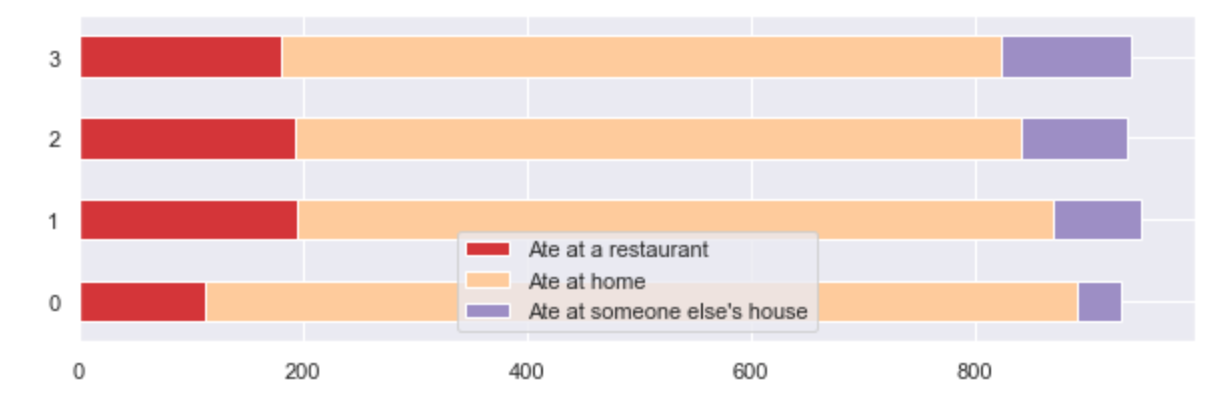 3
2
1
0
Ate at a restaurant
Ate at home
Ate at someone else's house
0 200 400 600 800